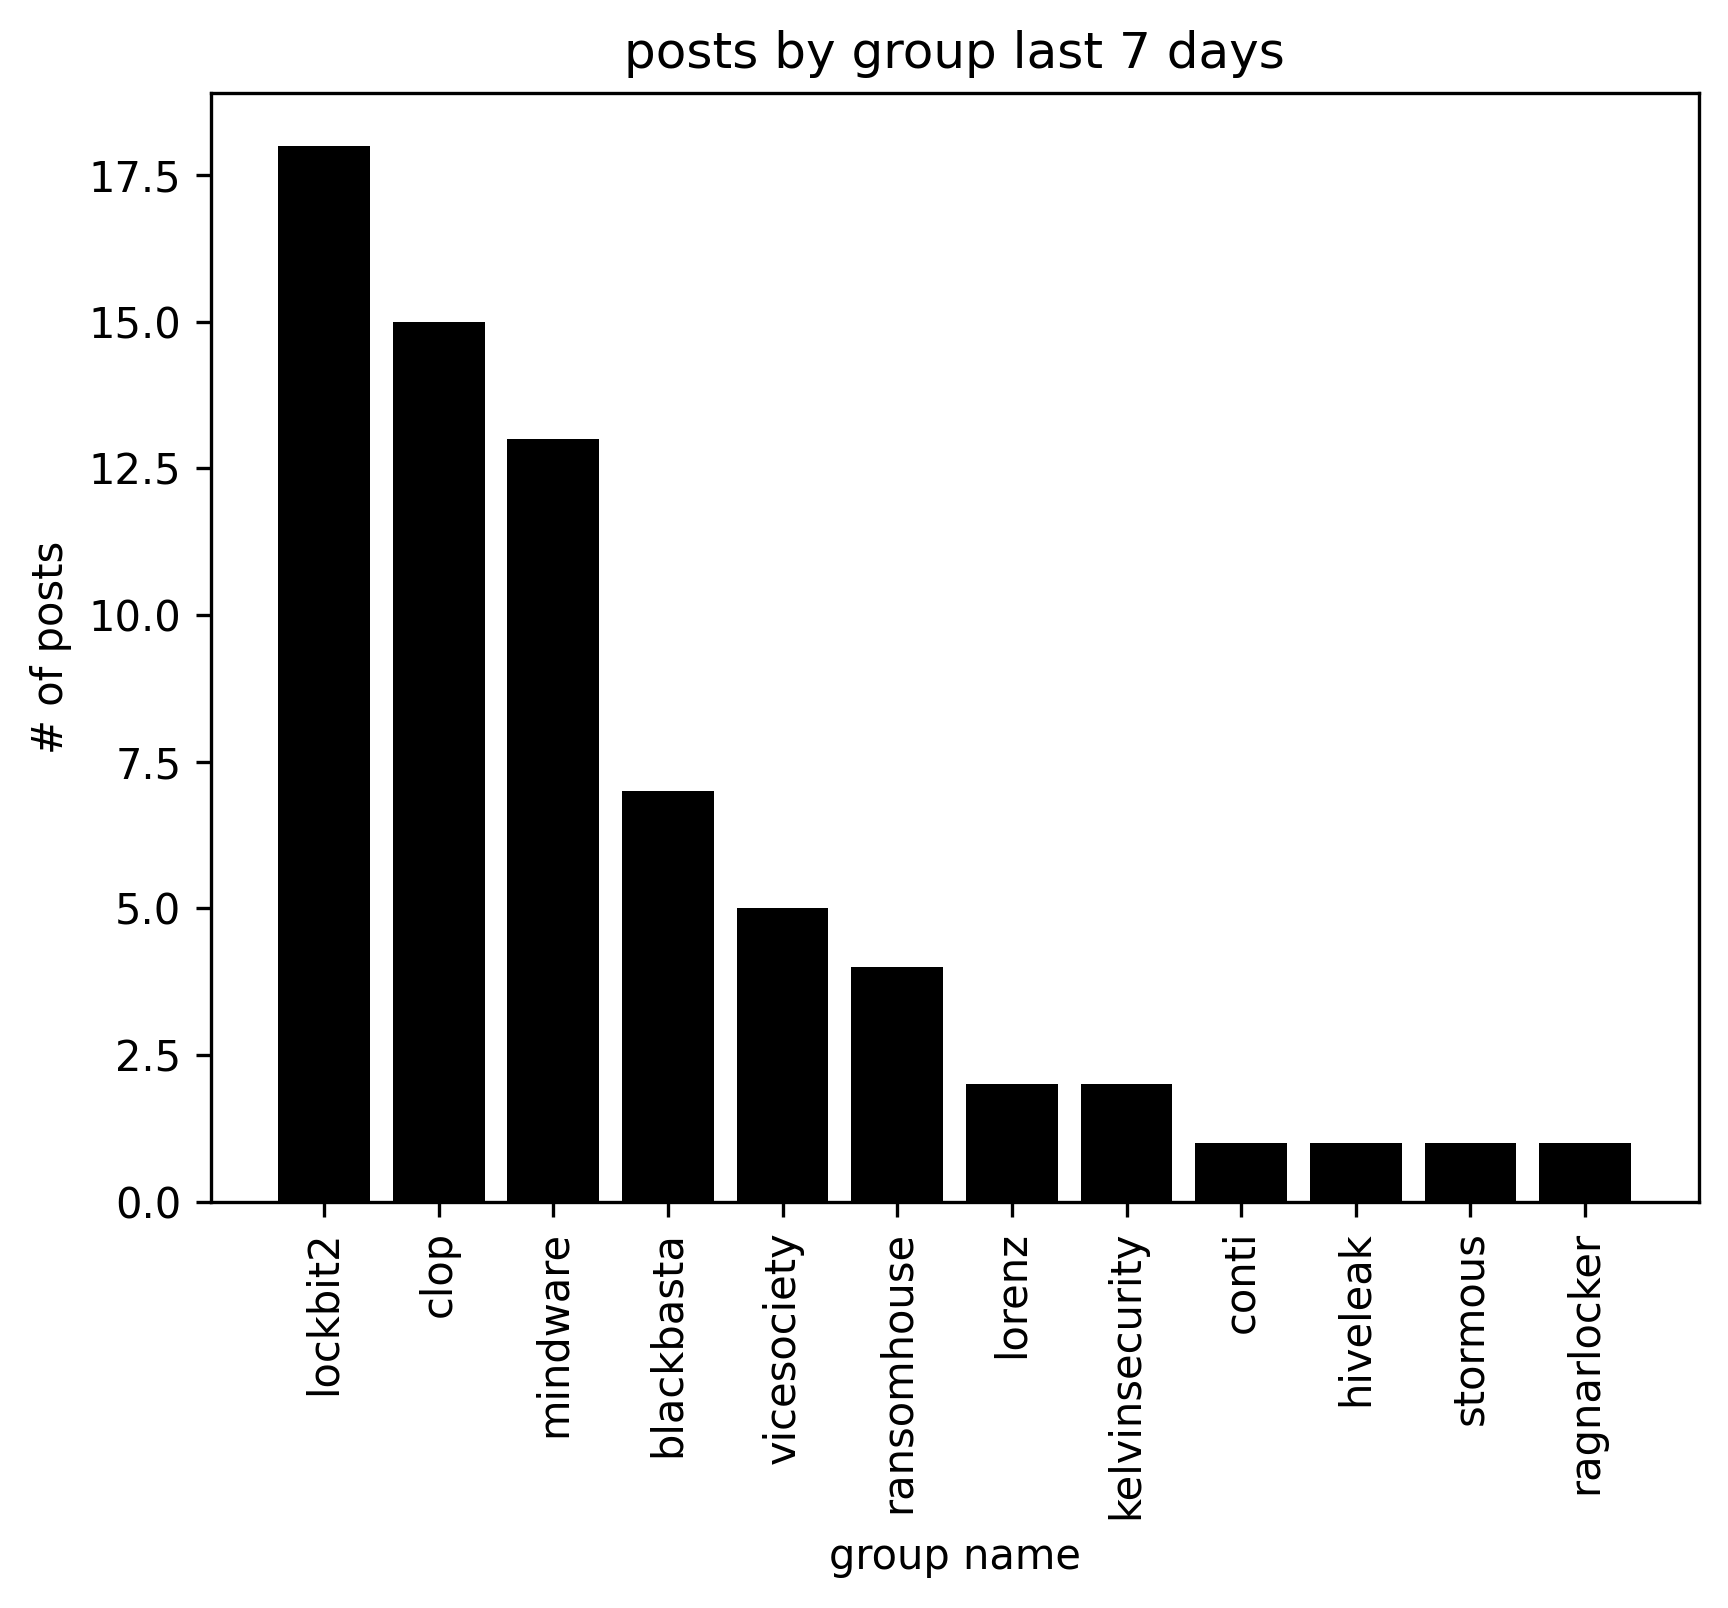 posts by group last 7 days
# of posts
17.5
15.0
12.5
10.0
7.5
5.0
2.5
0.0
lockbit2
clop
mindware
blackbasta
vicesociety
ransomhouse
lorenz
kelvinsecurity
conti
hiveleak
stormous
ragnarlocker
group name